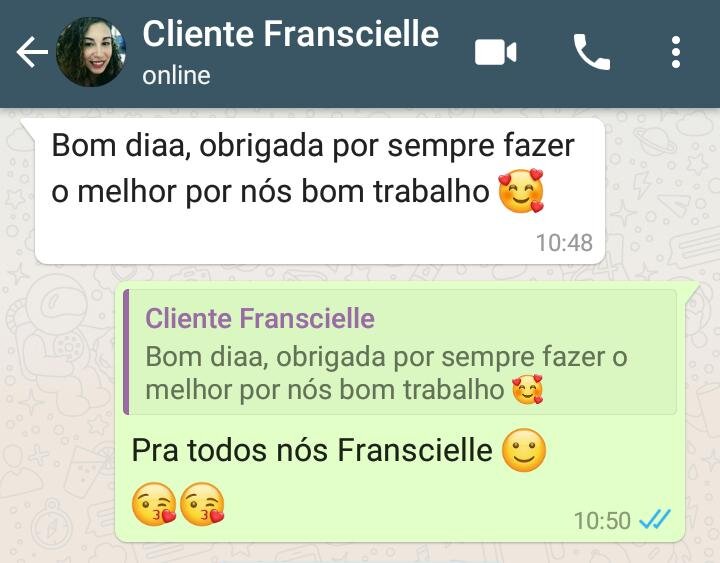 Cliente Franscielle
online
Bom diaa, obrigada por sempre fazer
o melhor por nós bom trabalho 🥰
10:48
Cliente Franscielle
Bom diaa, obrigada por sempre fazer o
melhor por nós bom trabalho 🥰
Pra todos nós Franscielle 🙂
😘😘
10:50